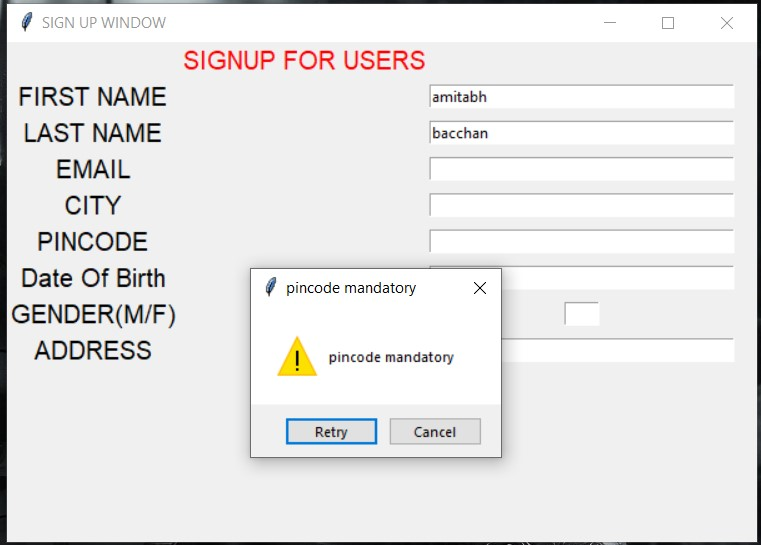 SIGN UP WINDOW
SIGNUP FOR USERS
FIRST NAME amitabh
LAST NAME bacchan
EMAIL
CITY
PINCODE
Date Of Birth
GENDER(M/F)
ADDRESS
pincode mandatory
pincode mandatory
Retry Cancel